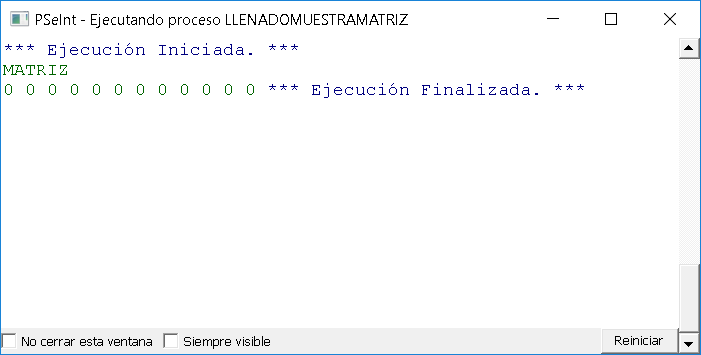 PSeInt - Ejecutando proceso LLENADOMUESTRAMATRIZ
*** Ejecución Iniciada. ***
MATRIZ
0 0 0 0 0 0 0 0 0 0 0 0 *** Ejecución Finalizada. ***
No cerrar esta ventana Siempre visible Reiniciar